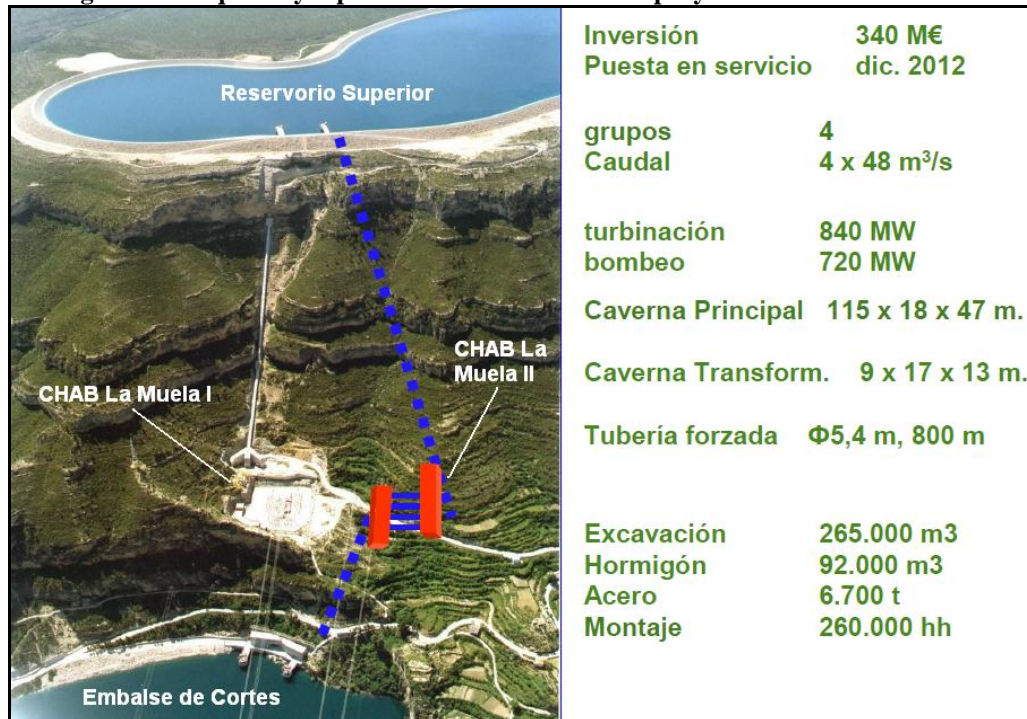 Reservorio Superior
CHAB La Muela I
CHAB La
Muela II
Embalse de Cortes
Inversión 340 M€
Puesta en servicio dic. 2012
grupos 4
Caudal 4 x 48 m³/s
turbinación 840 MW
bombeo 720 MW
Caverna Principal 115 x 18 x 47 m.
Caverna Transform. 9 x 17 x 13 m.
Tubería forzada Φ5,4 m, 800 m
Excavación 265.000 m3
Hormigón 92.000 m3
Acero 6.700 t
Montaje 260.000 hh